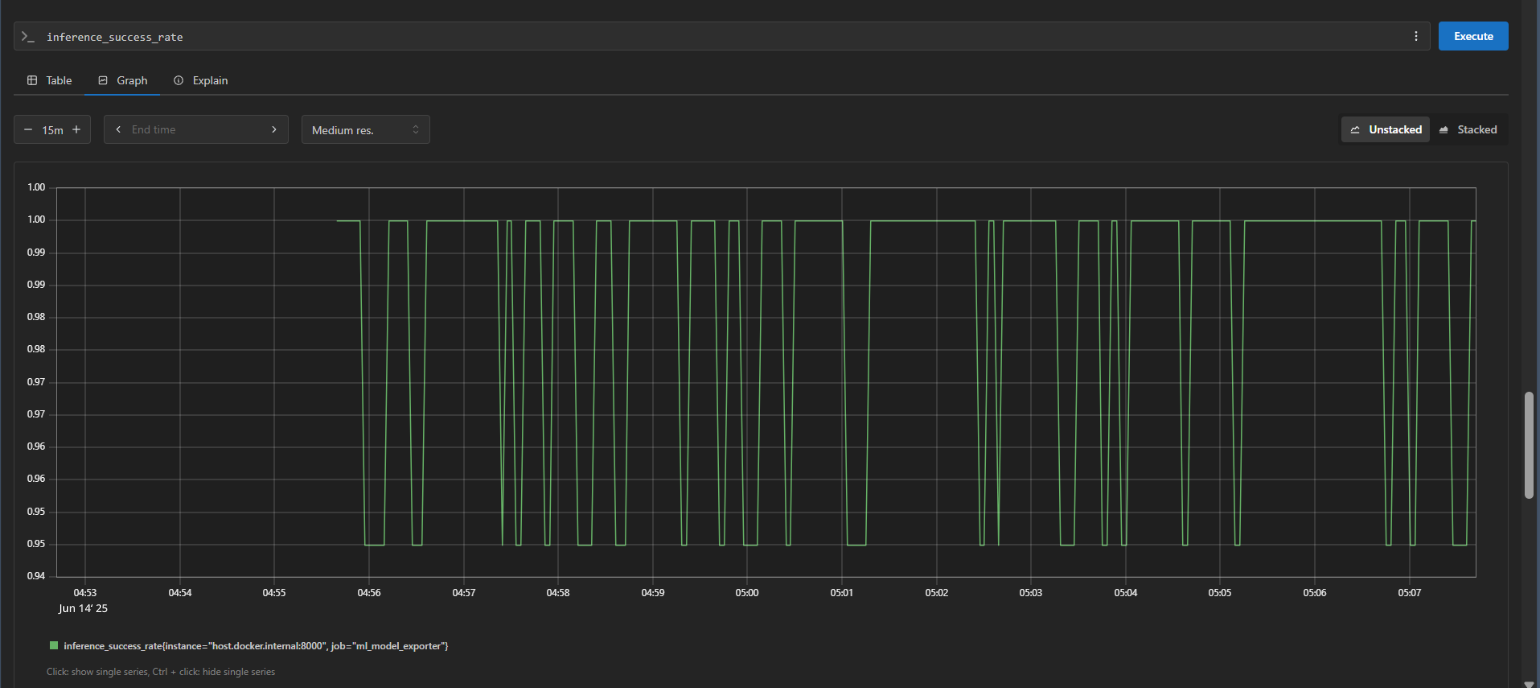 >_ inference_success_rate
Execute
Table Graph Explain
− 15m + End time Medium res.
Unstacked Stacked
1.00
1.00
0.99
0.99
0.98
0.98
0.97
0.97
0.96
0.96
0.95
0.95
0.94
04:53 04:54 04:55 04:56 04:57 04:58 04:59 05:00 05:01 05:02 05:03 05:04 05:05 05:06 05:07
Jun 14' 25
inference_success_rate{instance="host.docker.internal:8000", job="ml_model_exporter"}
Click: show single series, Ctrl + click: hide single series